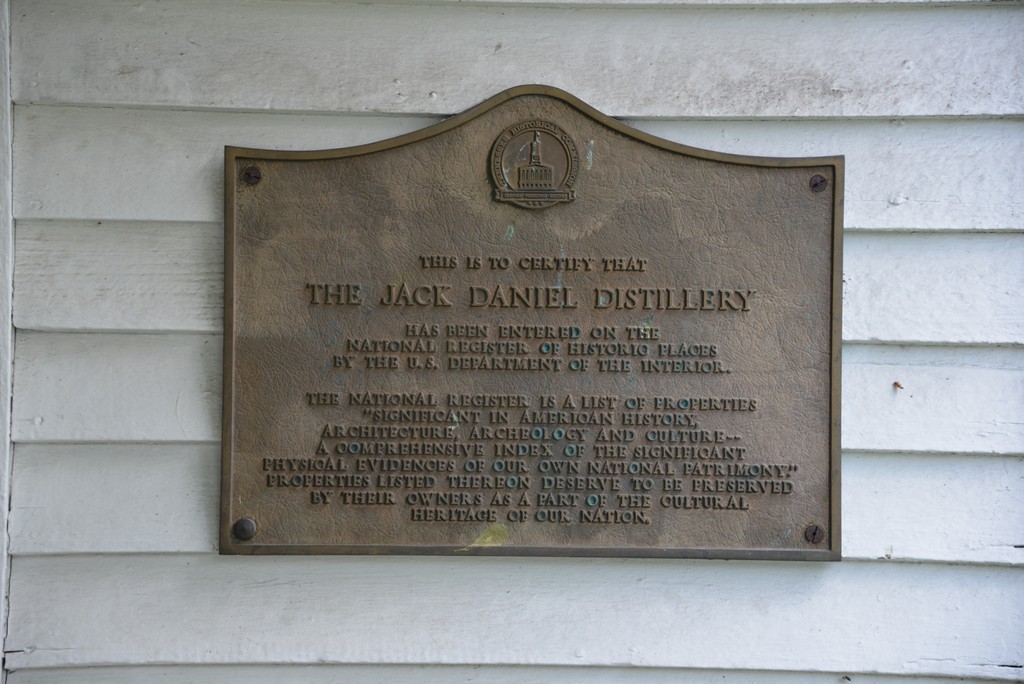 TENNESSEE HISTORICAL COMMISSION
THIS IS TO CERTIFY THAT
THE JACK DANIEL DISTILLERY
HAS BEEN ENTERED ON THE
NATIONAL REGISTER OF HISTORIC PLACES
BY THE U.S. DEPARTMENT OF THE INTERIOR.
THE NATIONAL REGISTER IS A LIST OF PROPERTIES
"SIGNIFICANT IN AMERICAN HISTORY,
ARCHITECTURE, ARCHEOLOGY AND CULTURE--
A COMPREHENSIVE INDEX OF THE SIGNIFICANT
PHYSICAL EVIDENCES OF OUR OWN NATIONAL PATRIMONY."
PROPERTIES LISTED THEREON DESERVE TO BE PRESERVED
BY THEIR OWNERS AS A PART OF THE CULTURAL
HERITAGE OF OUR NATION.